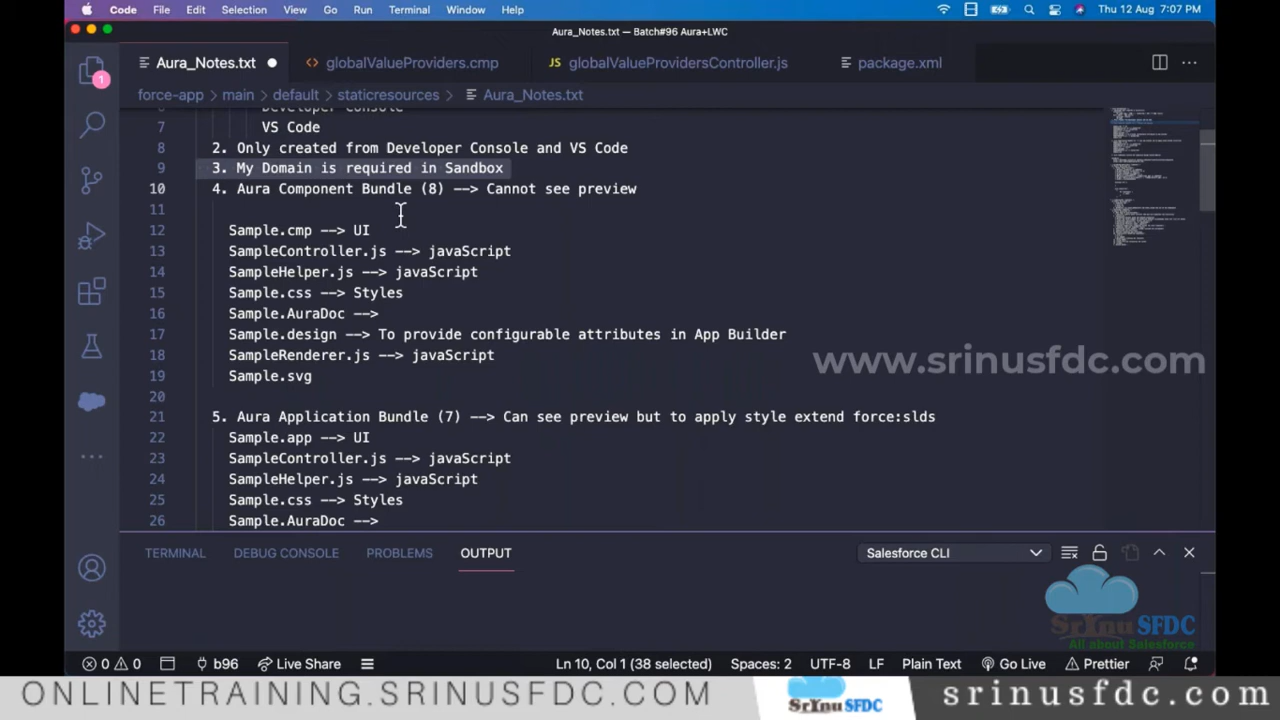 Code File Edit Selection View Go Run Terminal Window Help Thu 12 Aug 7:07 PM
Aura_Notes.txt — Batch#96 Aura+LWC
1
Aura_Notes.txt globalValueProviders.cmp JS globalValueProvidersController.js package.xml
force-app > main > default > staticresources > Aura_Notes.txt
Developer Console
7 VS Code
8 2. Only created from Developer Console and VS Code
9 3. My Domain is required in Sandbox
10 4. Aura Component Bundle (8) --> Cannot see preview
11
12 Sample.cmp --> UI
13 SampleController.js --> javaScript
14 SampleHelper.js --> javaScript
15 Sample.css --> Styles
16 Sample.AuraDoc -->
17 Sample.design --> To provide configurable attributes in App Builder
18 SampleRenderer.js --> javaScript
19 Sample.svg
20
21 5. Aura Application Bundle (7) --> Can see preview but to apply style extend force:slds
22 Sample.app --> UI
23 SampleController.js --> javaScript
24 SampleHelper.js --> javaScript
25 Sample.css --> Styles
26 Sample.AuraDoc -->
www.srinusfdc.com
TERMINAL DEBUG CONSOLE PROBLEMS OUTPUT Salesforce CLI
SrInu SFDC
All about Salesforce
0 0 b96 Live Share Ln 10, Col 1 (38 selected) Spaces: 2 UTF-8 LF Plain Text Go Live Prettier
ONLINETRAINING.SRINUSFDC.COM SrInu SFDC srinusfdc.com